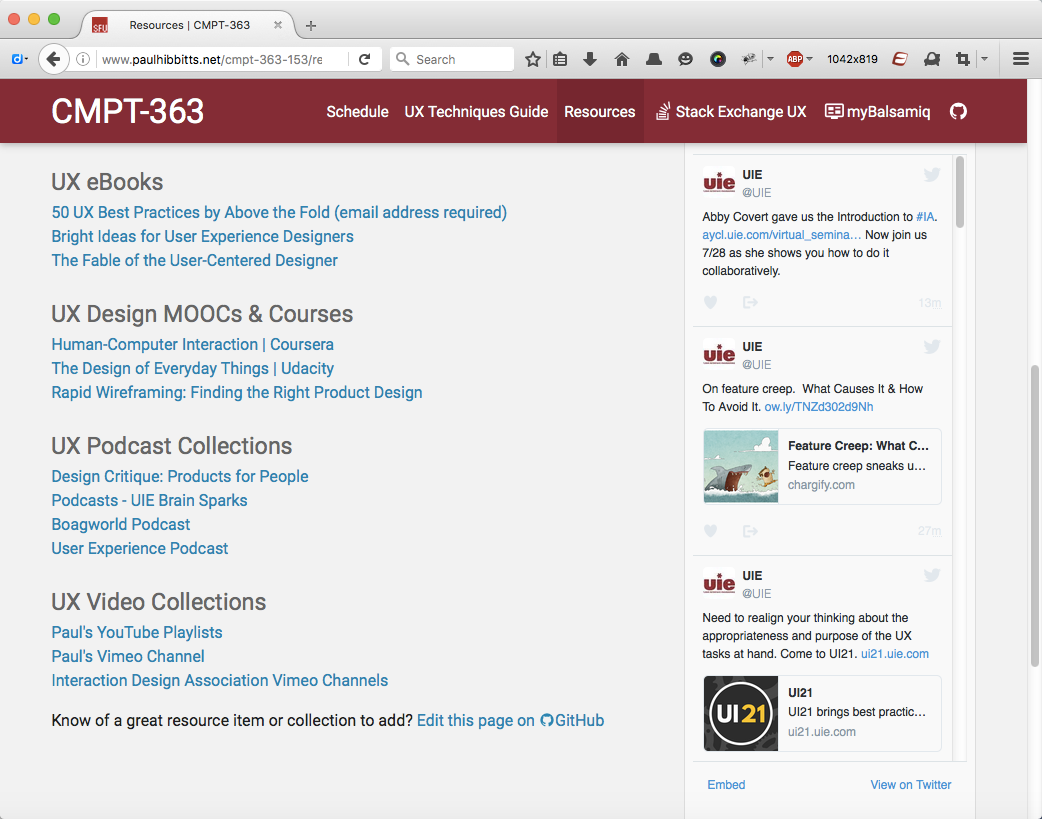 SFU
Resources | CMPT-363
www.paulhibbitts.net/cmpt-363-153/re
Search
ABP
1042x819
CMPT-363
Schedule
UX Techniques Guide
Resources
Stack Exchange UX
myBalsamiq
UX eBooks
50 UX Best Practices by Above the Fold (email address required)
Bright Ideas for User Experience Designers
The Fable of the User-Centered Designer
UX Design MOOCs & Courses
Human-Computer Interaction | Coursera
The Design of Everyday Things | Udacity
Rapid Wireframing: Finding the Right Product Design
UX Podcast Collections
Design Critique: Products for People
Podcasts - UIE Brain Sparks
Boagworld Podcast
User Experience Podcast
UX Video Collections
Paul's YouTube Playlists
Paul's Vimeo Channel
Interaction Design Association Vimeo Channels
Know of a great resource item or collection to add? Edit this page on GitHub
uie
UIE
@UIE
Abby Covert gave us the Introduction to #IA.
aycl.uie.com/virtual_semina… Now join us
7/28 as she shows you how to do it
collaboratively.
13m
uie
UIE
@UIE
On feature creep. What Causes It & How
To Avoid It. ow.ly/TNZd302d9Nh
Feature Creep: What C...
Feature creep sneaks u...
chargify.com
27m
uie
UIE
@UIE
Need to realign your thinking about the
appropriateness and purpose of the UX
tasks at hand. Come to UI21. ui21.uie.com
UI21
UI21
UI21 brings best practic...
ui21.uie.com
Embed
View on Twitter